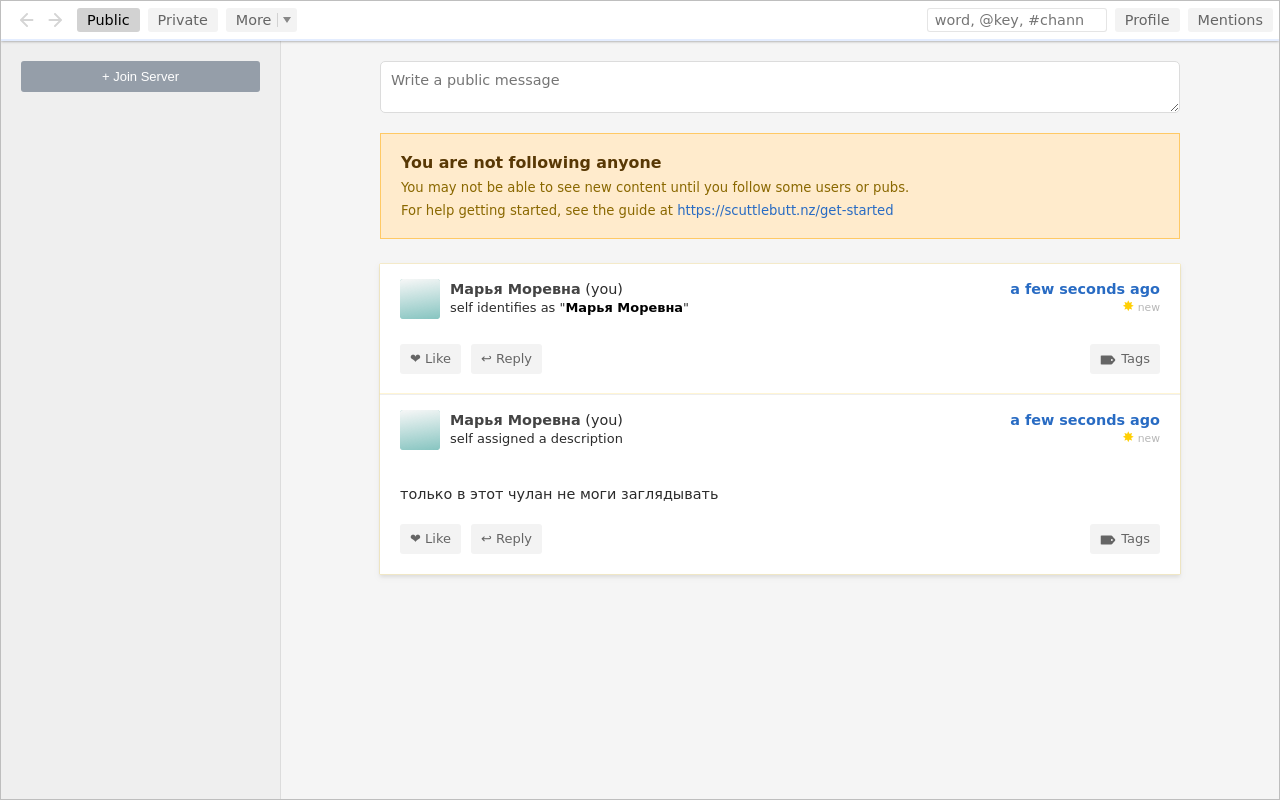 Public Private More word, @key, #chann Profile Mentions
+ Join Server
Write a public message
You are not following anyone
You may not be able to see new content until you follow some users or pubs.
For help getting started, see the guide at https://scuttlebutt.nz/get-started
Марья Моревна (you) a few seconds ago
self identifies as "Марья Моревна" new
❤ Like ↩ Reply Tags
Марья Моревна (you) a few seconds ago
self assigned a description new
только в этот чулан не моги заглядывать
❤ Like ↩ Reply Tags